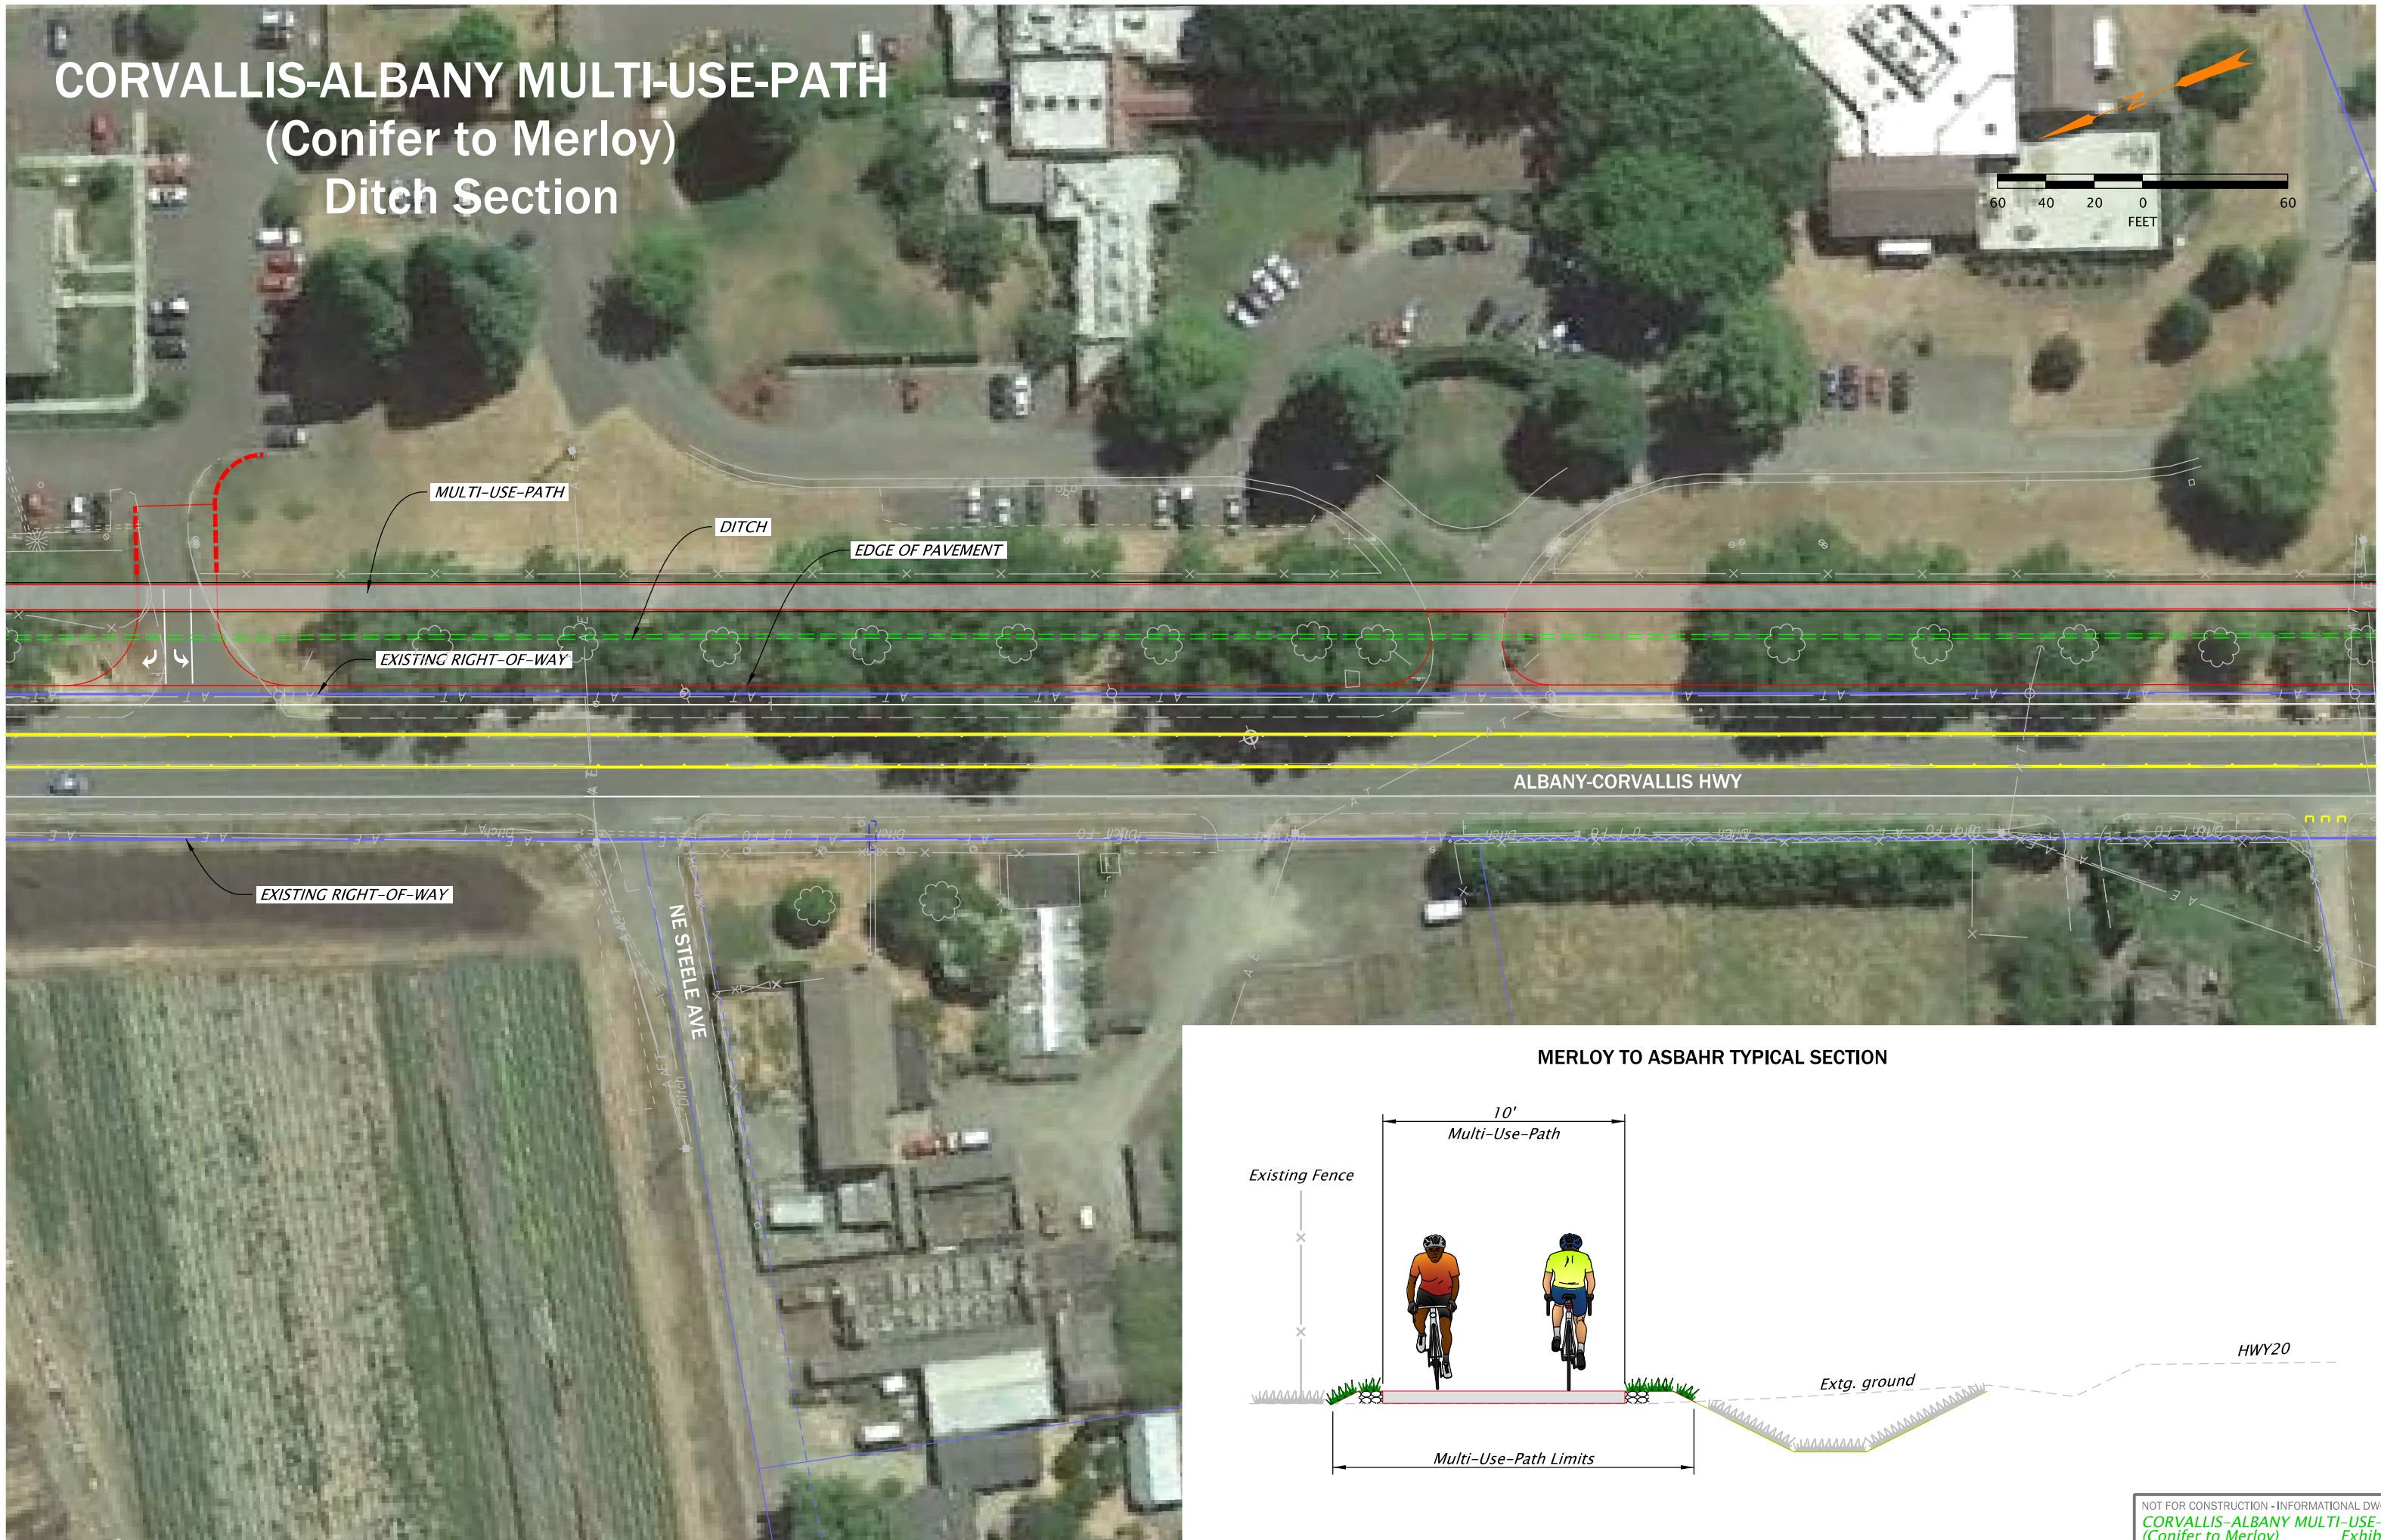 CORVALLIS-ALBANY MULTI-USE-PATH
(Conifer to Merloy)
Ditch Section
N
60 40 20 0 60
FEET
MULTI-USE-PATH
DITCH
EDGE OF PAVEMENT
EXISTING RIGHT-OF-WAY
ALBANY-CORVALLIS HWY
EXISTING RIGHT-OF-WAY
NE STEELE AVE
MERLOY TO ASBAHR TYPICAL SECTION
10'
Multi-Use-Path
Existing Fence
HWY20
Extg. ground
Multi-Use-Path Limits
NOT FOR CONSTRUCTION - INFORMATIONAL
CORVALLIS-ALBANY MULTI-USE-
(Conifer to Merloy)